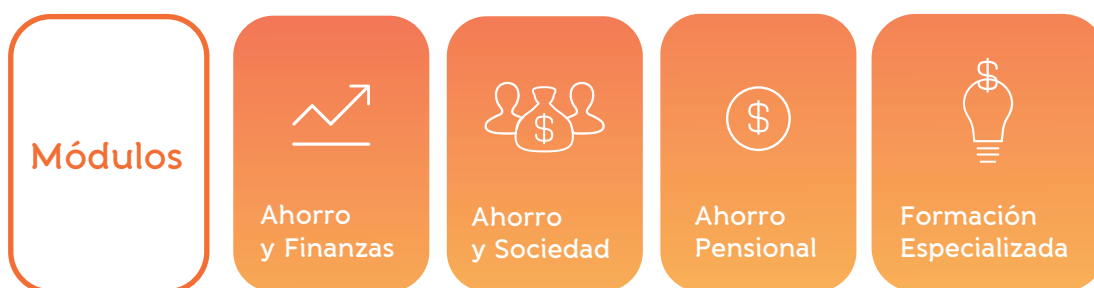 Módulos
Ahorro
y Finanzas
$
Ahorro
y Sociedad
$
Ahorro
Pensional
$
Formación
Especializada